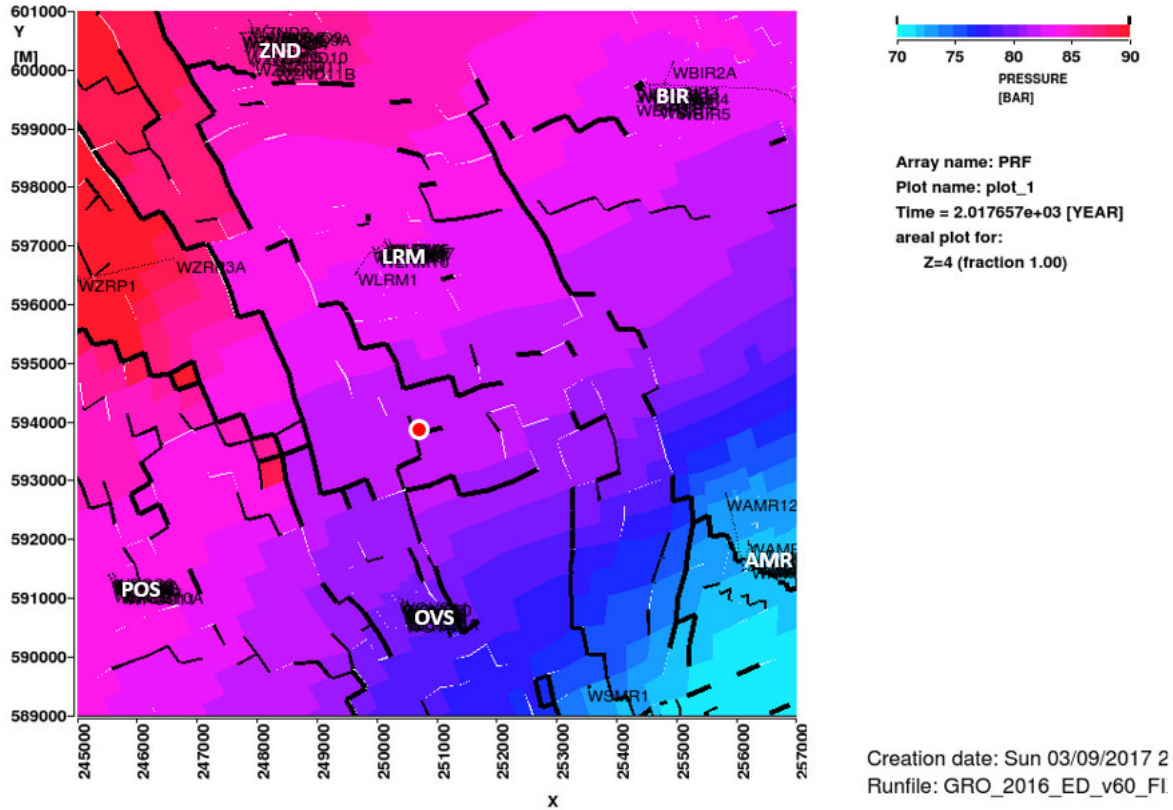 601000
Y
[M]
600000
599000
598000
597000
596000
595000
594000
593000
592000
591000
590000
589000
ZND
WBIR2A
BIR
LRM
WLRM1
WZRP1
WAMR12
AMR
POS
OVS
WSMR1
245000
246000
247000
248000
249000
250000
251000
252000
253000
254000
255000
256000
257000
X
70 75 80 85 90
PRESSURE
[BAR]
Array name: PRF
Plot name: plot_1
Time = 2.017657e+03 [YEAR]
areal plot for:
Z=4 (fraction 1.00)
Creation date: Sun 03/09/2017 2
Runfile: GRO_2016_ED_v60_FI